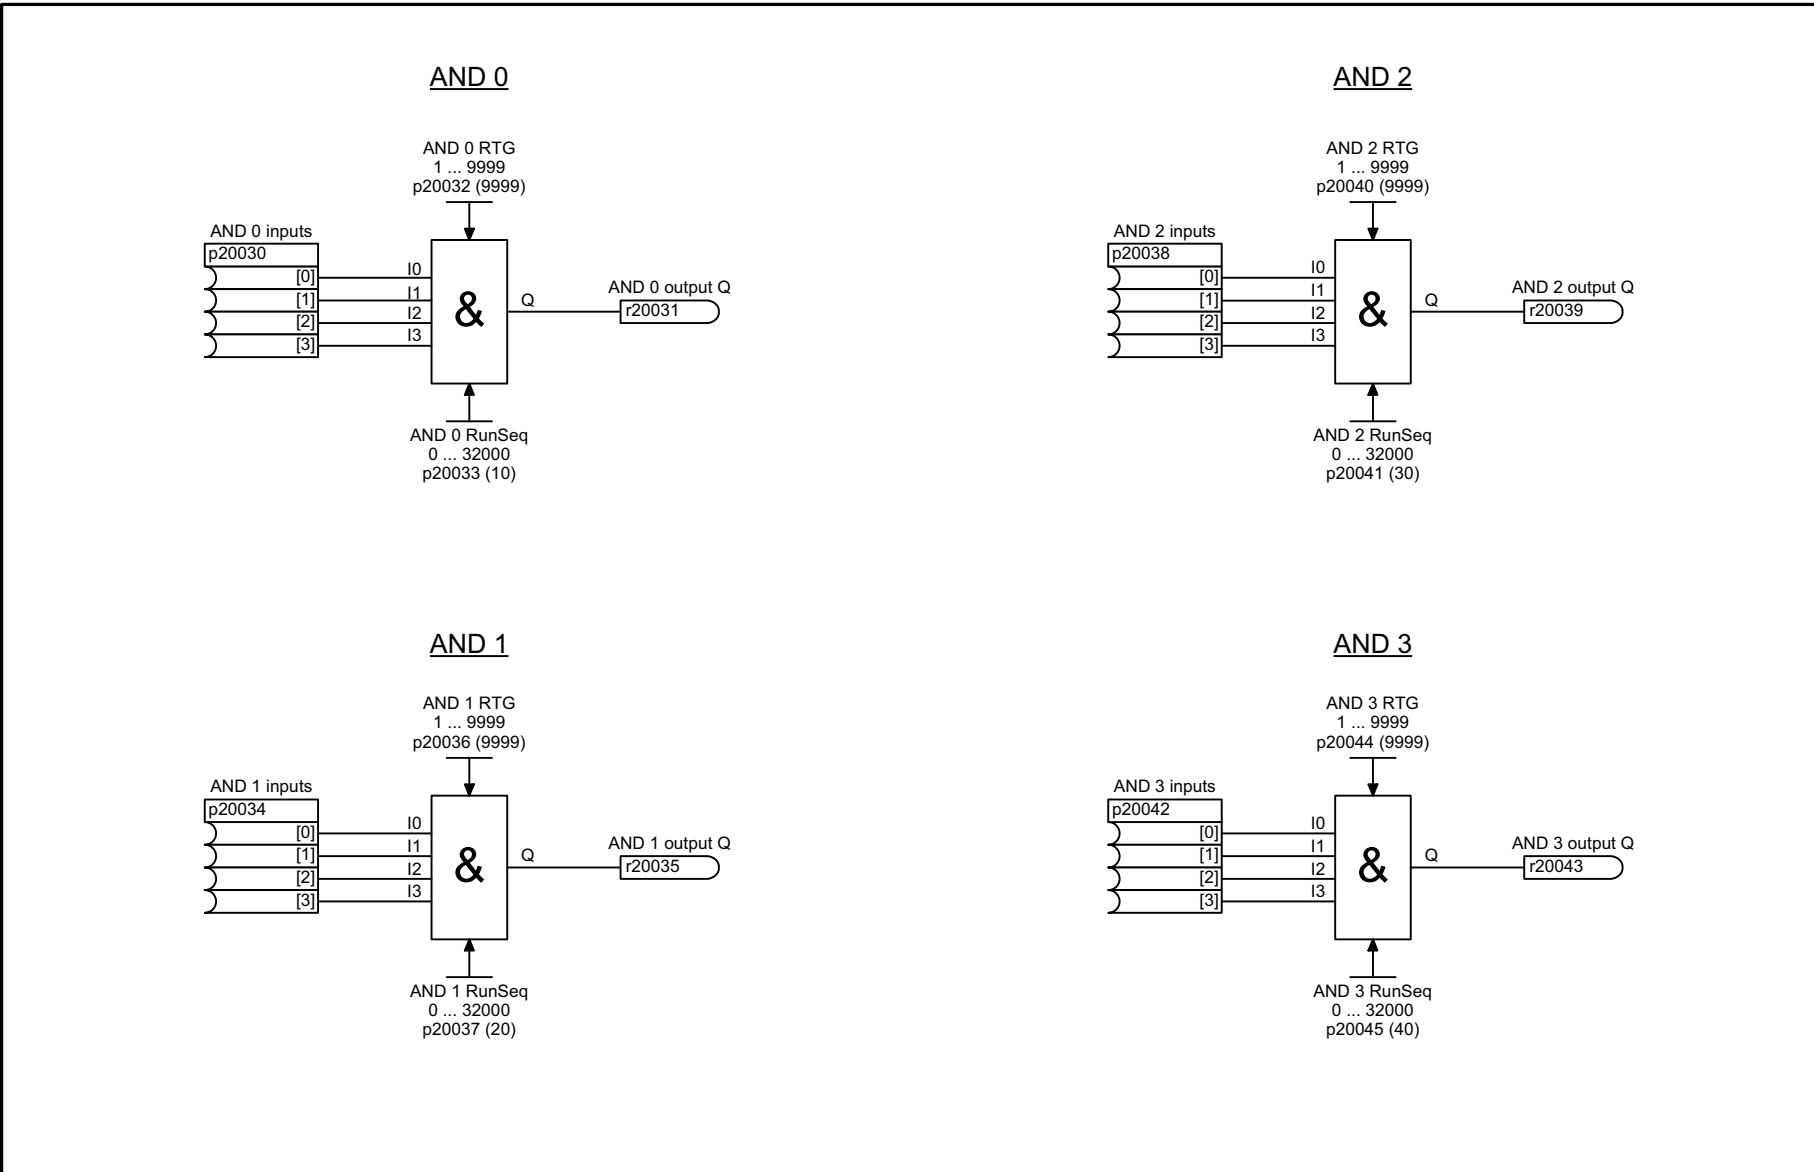 AND 0
AND 0 RTG
1 ... 9999
p20032 (9999)
AND 0 inputs
p20030
[0]
[1]
[2]
[3]
I0
I1
I2
I3
&
Q
AND 0 output Q
r20031
AND 0 RunSeq
0 ... 32000
p20033 (10)
AND 2
AND 2 RTG
1 ... 9999
p20040 (9999)
AND 2 inputs
p20038
[0]
[1]
[2]
[3]
I0
I1
I2
I3
&
Q
AND 2 output Q
r20039
AND 2 RunSeq
0 ... 32000
p20041 (30)
AND 1
AND 1 RTG
1 ... 9999
p20036 (9999)
AND 1 inputs
p20034
[0]
[1]
[2]
[3]
I0
I1
I2
I3
&
Q
AND 1 output Q
r20035
AND 1 RunSeq
0 ... 32000
p20037 (20)
AND 3
AND 3 RTG
1 ... 9999
p20044 (9999)
AND 3 inputs
p20042
[0]
[1]
[2]
[3]
I0
I1
I2
I3
&
Q
AND 3 output Q
r20043
AND 3 RunSeq
0 ... 32000
p20045 (40)